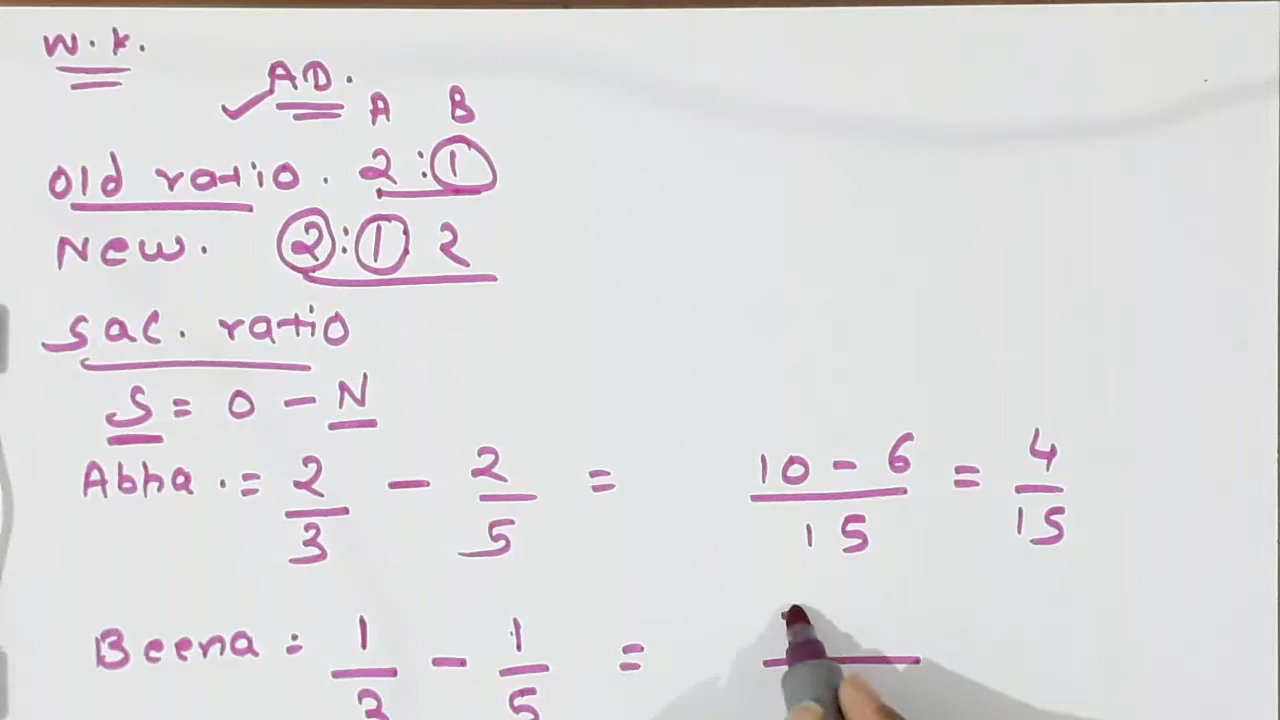 W.K.
AD.
A B
Old ratio. 2 : 1
New. 2 : 1 2
Sac. ratio
S = O - N
Abha. = 2/3 - 2/5 = 10 - 6/15 = 4/15
Beena = 1/3 - 1/5 =